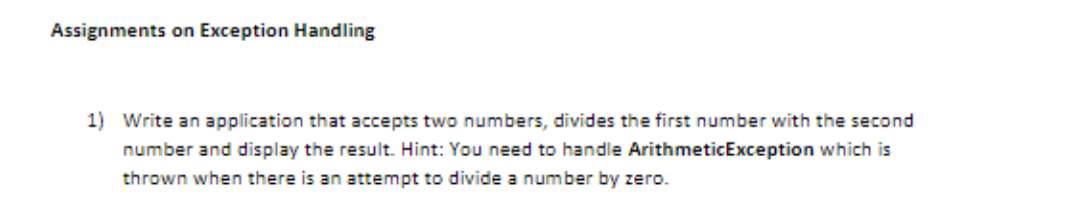 Assignments on Exception Handling
1) Write an application that accepts two numbers, divides the first number with the second
number and display the result. Hint: You need to handle ArithmeticException which is
thrown when there is an attempt to divide a number by zero.